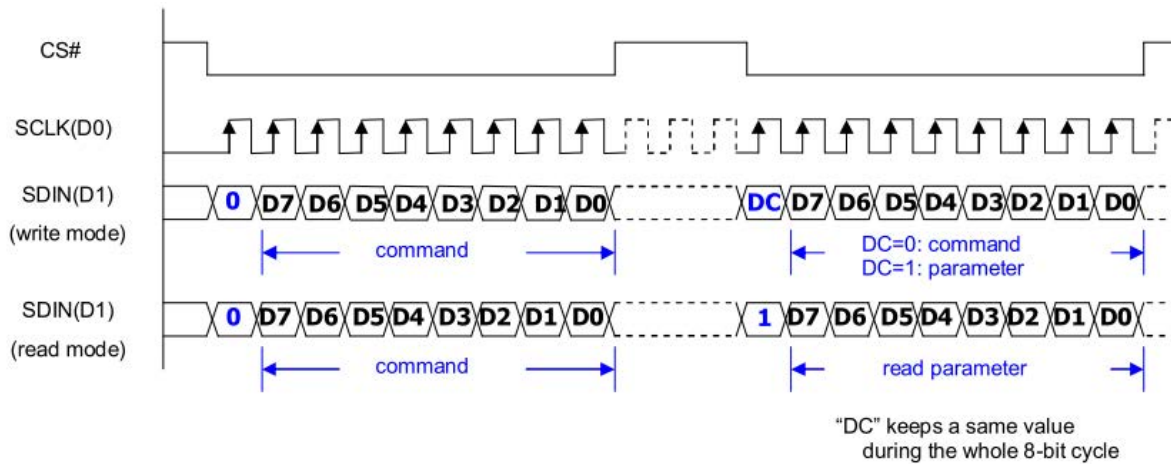 CS#
SCLK(D0)
SDIN(D1)
(write mode)
0 D7 D6 D5 D4 D3 D2 D1 D0 DC D7 D6 D5 D4 D3 D2 D1 D0
command
DC=0: command
DC=1: parameter
SDIN(D1)
(read mode)
0 D7 D6 D5 D4 D3 D2 D1 D0 1 D7 D6 D5 D4 D3 D2 D1 D0
command
read parameter
“DC” keeps a same value
during the whole 8-bit cycle